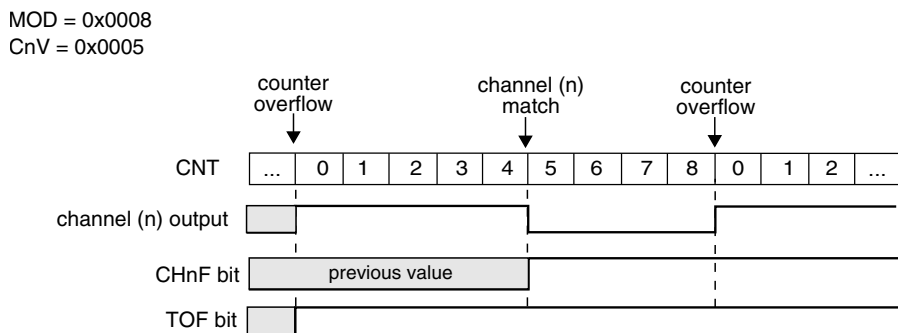 MOD = 0x0008
CnV = 0x0005
counter overflow
channel (n) match
counter overflow
CNT ... 0 1 2 3 4 5 6 7 8 0 1 2 ...
channel (n) output
CHnF bit previous value
TOF bit